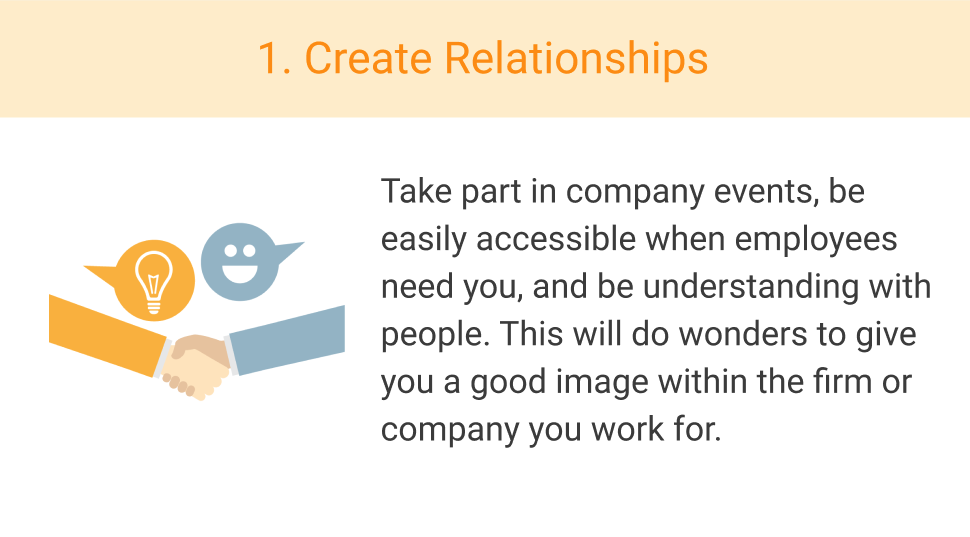 1. Create Relationships
Take part in company events, be
easily accessible when employees
need you, and be understanding with
people. This will do wonders to give
you a good image within the firm or
company you work for.